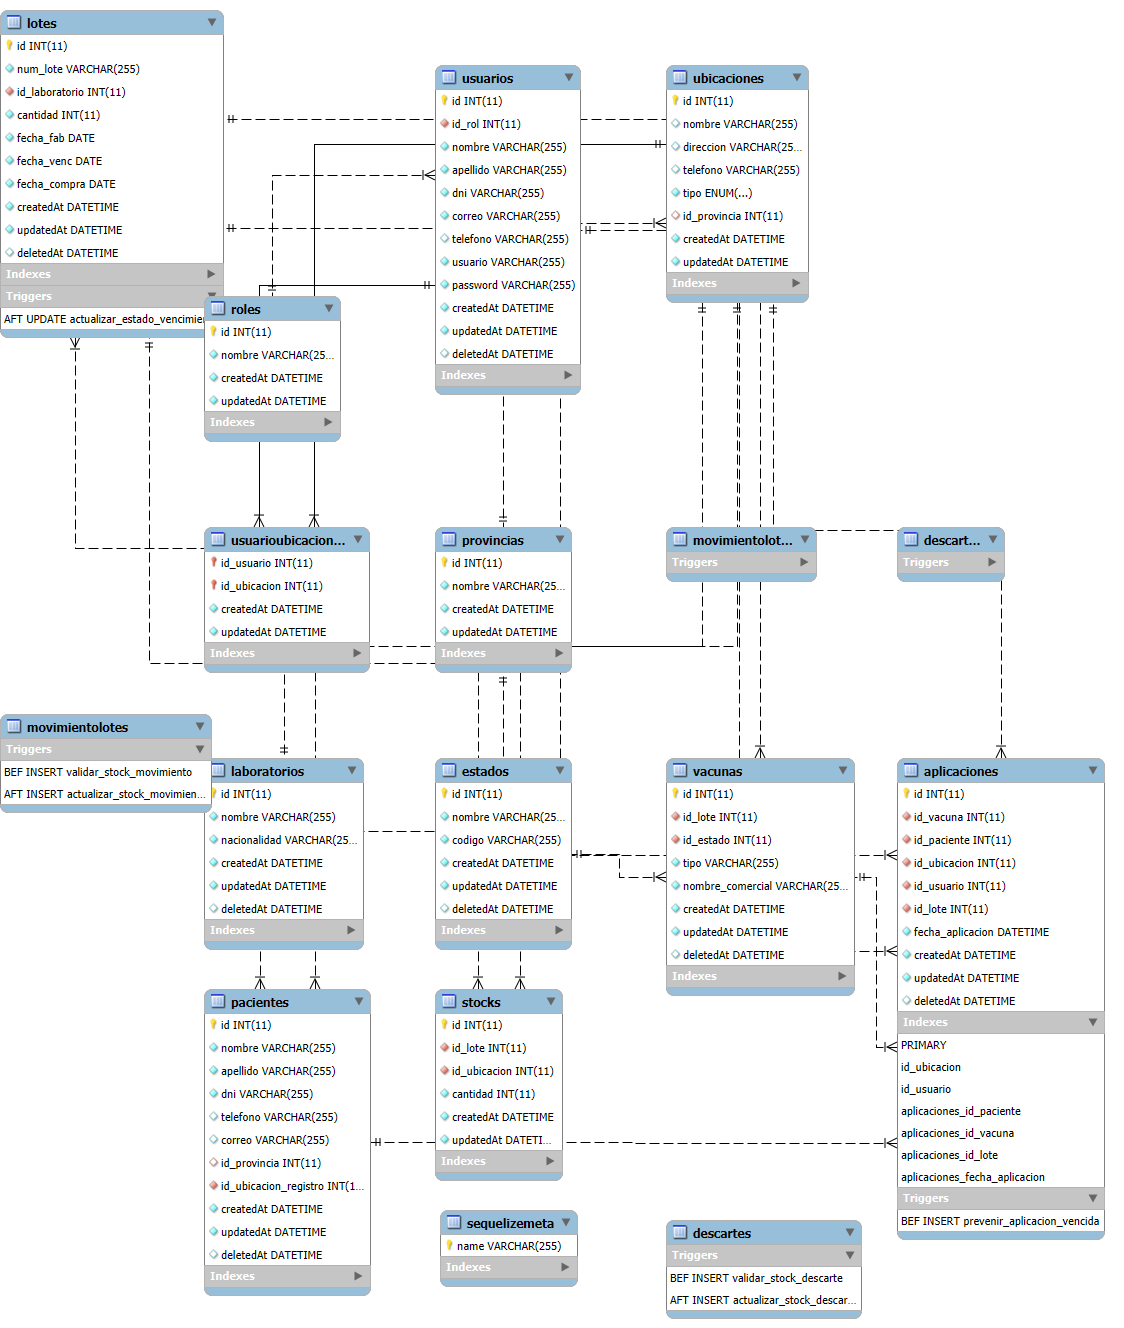 lotes
id INT(11)
num_lote VARCHAR(255)
id_laboratorio INT(11)
cantidad INT(11)
fecha_fab DATE
fecha_venc DATE
fecha_compra DATE
createdAt DATETIME
updatedAt DATETIME
deletedAt DATETIME
Indexes
Triggers
AFT UPDATE actualizar_estado_vencimie
usuarios
id INT(11)
id_rol INT(11)
nombre VARCHAR(255)
apellido VARCHAR(255)
dni VARCHAR(255)
correo VARCHAR(255)
telefono VARCHAR(255)
usuario VARCHAR(255)
password VARCHAR(255)
createdAt DATETIME
updatedAt DATETIME
deletedAt DATETIME
Indexes
ubicaciones
id INT(11)
nombre VARCHAR(255)
direccion VARCHAR(25...
telefono VARCHAR(255)
tipo ENUM(...)
id_provincia INT(11)
createdAt DATETIME
updatedAt DATETIME
Indexes
roles
id INT(11)
nombre VARCHAR(25...
createdAt DATETIME
updatedAt DATETIME
Indexes
usuarioubicacion...
id_usuario INT(11)
id_ubicacion INT(11)
createdAt DATETIME
updatedAt DATETIME
Indexes
provincias
id INT(11)
nombre VARCHAR(25...
createdAt DATETIME
updatedAt DATETIME
Indexes
movimientolot...
Triggers
descart...
Triggers
movimientolotes
Triggers
BEF INSERT validar_stock_movimiento
AFT INSERT actualizar_stock_movimien...
laboratorios
id INT(11)
nombre VARCHAR(255)
nacionalidad VARCHAR(25...
createdAt DATETIME
updatedAt DATETIME
deletedAt DATETIME
Indexes
estados
id INT(11)
nombre VARCHAR(25...
codigo VARCHAR(255)
createdAt DATETIME
updatedAt DATETIME
deletedAt DATETIME
Indexes
vacunas
id INT(11)
id_lote INT(11)
id_estado INT(11)
tipo VARCHAR(255)
nombre_comercial VARCHAR(25...
createdAt DATETIME
updatedAt DATETIME
deletedAt DATETIME
Indexes
aplicaciones
id INT(11)
id_vacuna INT(11)
id_paciente INT(11)
id_ubicacion INT(11)
id_usuario INT(11)
id_lote INT(11)
fecha_aplicacion DATETIME
createdAt DATETIME
updatedAt DATETIME
deletedAt DATETIME
Indexes
PRIMARY
id_ubicacion
id_usuario
aplicaciones_id_paciente
aplicaciones_id_vacuna
aplicaciones_id_lote
aplicaciones_fecha_aplicacion
Triggers
BEF INSERT prevenir_aplicacion_vencida
pacientes
id INT(11)
nombre VARCHAR(255)
apellido VARCHAR(255)
dni VARCHAR(255)
telefono VARCHAR(255)
correo VARCHAR(255)
id_provincia INT(11)
id_ubicacion_registro INT(1...
createdAt DATETIME
updatedAt DATETIME
deletedAt DATETIME
Indexes
stocks
id INT(11)
id_lote INT(11)
id_ubicacion INT(11)
cantidad INT(11)
createdAt DATETIME
updatedAt DATETI...
Indexes
sequelizemeta
name VARCHAR(255)
Indexes
descartes
Triggers
BEF INSERT validar_stock_descarte
AFT INSERT actualizar_stock_descar...